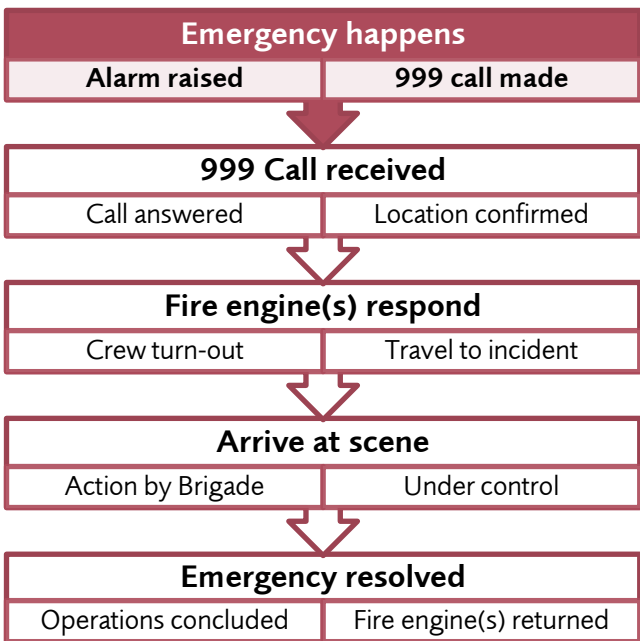 Emergency happens
Alarm raised
999 call made
999 Call received
Call answered
Location confirmed
Fire engine(s) respond
Crew turn-out
Travel to incident
Arrive at scene
Action by Brigade
Under control
Emergency resolved
Operations concluded
Fire engine(s) returned